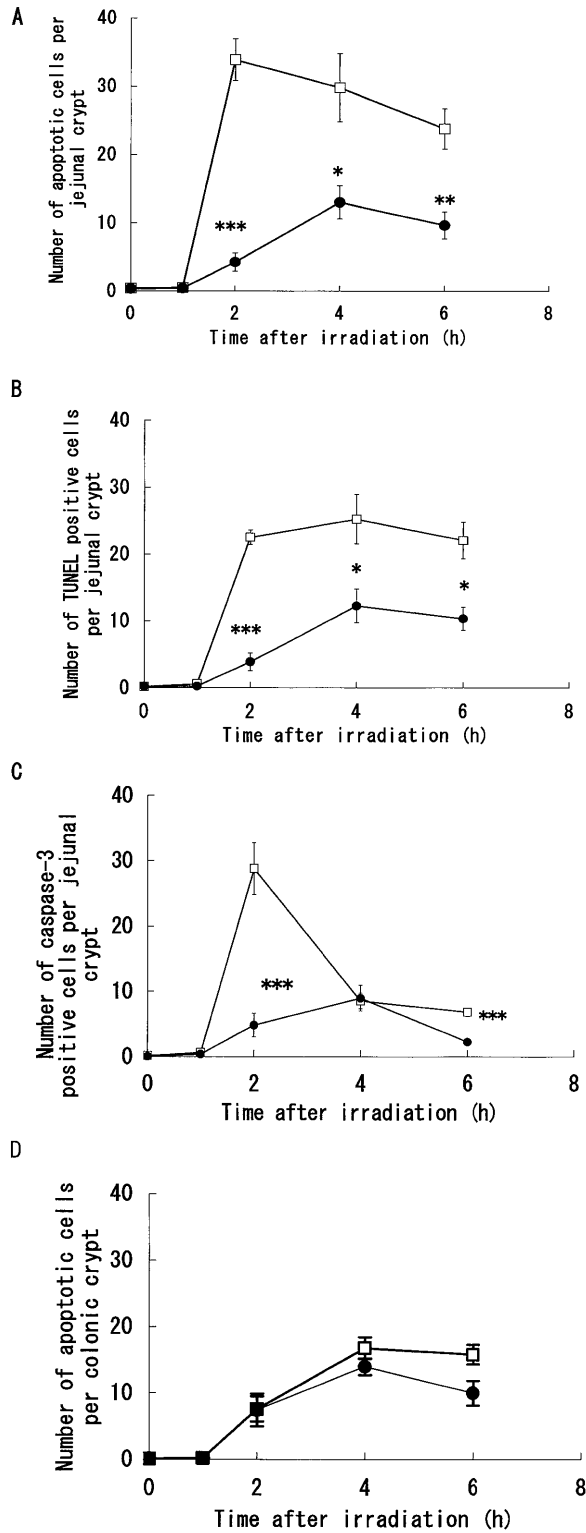 A
Number of apoptotic cells per
jejunal crypt
40
30
20
10
0
***
*
**
0 2 4 6 8
Time after irradiation (h)
B
Number of TUNEL positive cells
per jejunal crypt
40
30
20
10
0
***
*
*
0 2 4 6 8
Time after irradiation (h)
C
Number of caspase-3
positive cells per jejunal
crypt
40
30
20
10
0
***
***
0 2 4 6 8
Time after irradiation (h)
D
Number of apoptotic cells
per colonic crypt
40
30
20
10
0
0 2 4 6 8
Time after irradiation (h)